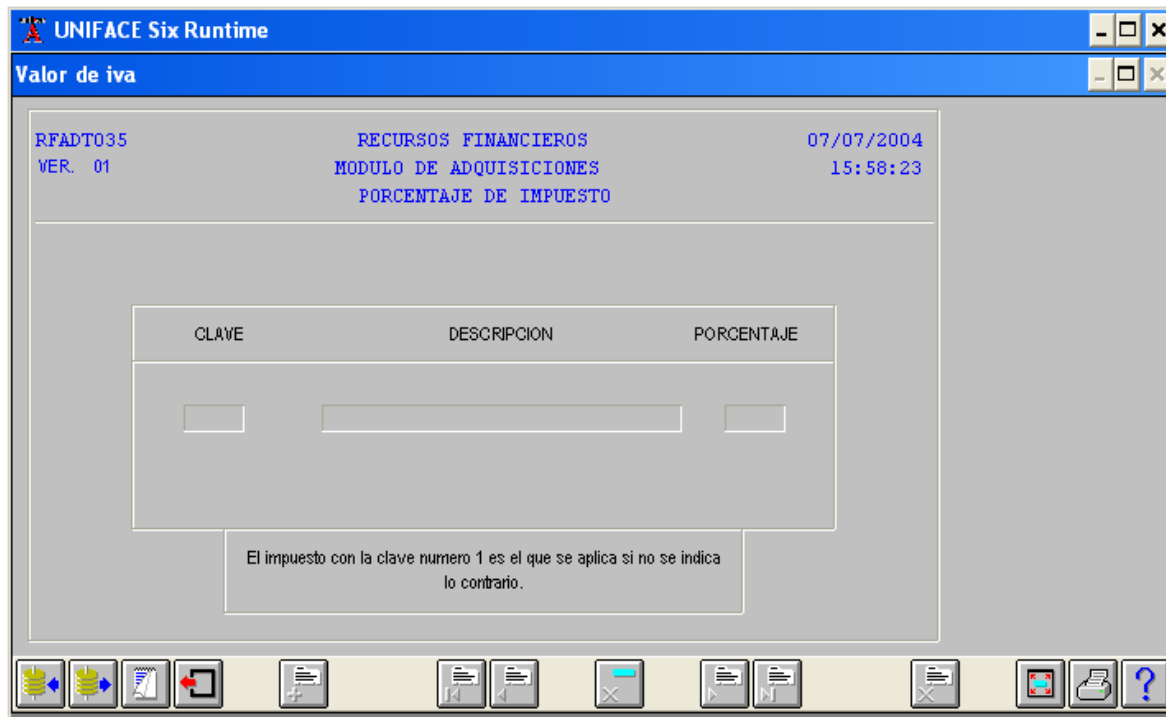 UNIFACE Six Runtime
Valor de iva
RFADT035 RECURSOS FINANCIEROS 07/07/2004
VER. 01 MODULO DE ADQUISICIONES 15:58:23
PORCENTAJE DE IMPUESTO
CLAVE DESCRIPCION PORCENTAJE
El impuesto con la clave numero 1 es el que se aplica si no se indica
lo contrario.